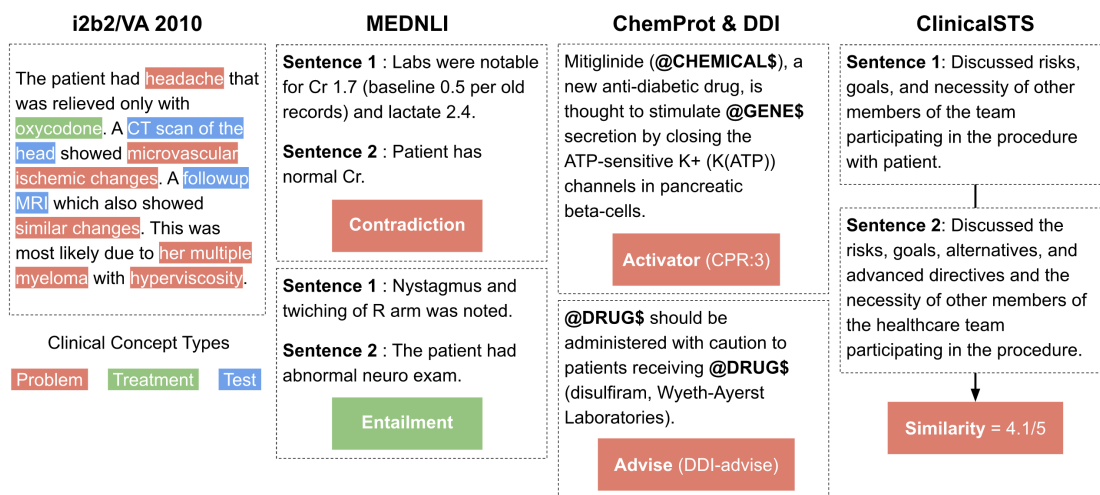 i2b2/VA 2010
The patient had headache that
was relieved only with
oxycodone. A CT scan of the
head showed microvascular
ischemic changes. A followup
MRI which also showed
similar changes. This was
most likely due to her multiple
myeloma with hyperviscosity.
Clinical Concept Types
Problem Treatment Test
MEDNLI
Sentence 1 : Labs were notable
for Cr 1.7 (baseline 0.5 per old
records) and lactate 2.4.
Sentence 2 : Patient has
normal Cr.
Contradiction
Sentence 1 : Nystagmus and
twiching of R arm was noted.
Sentence 2 : The patient had
abnormal neuro exam.
Entailment
ChemProt & DDI
Mitiglinide (@CHEMICAL$), a
new anti-diabetic drug, is
thought to stimulate @GENE$
secretion by closing the
ATP-sensitive K+ (K(ATP))
channels in pancreatic
beta-cells.
Activator (CPR:3)
@DRUG$ should be
administered with caution to
patients receiving @DRUG$
(disulfiram, Wyeth-Ayerst
Laboratories).
Advise (DDI-advise)
ClinicalSTS
Sentence 1: Discussed risks,
goals, and necessity of other
members of the team
participating in the procedure
with patient.
Sentence 2: Discussed the
risks, goals, alternatives, and
advanced directives and the
necessity of other members of
the healthcare team
participating in the procedure.
Similarity = 4.1/5